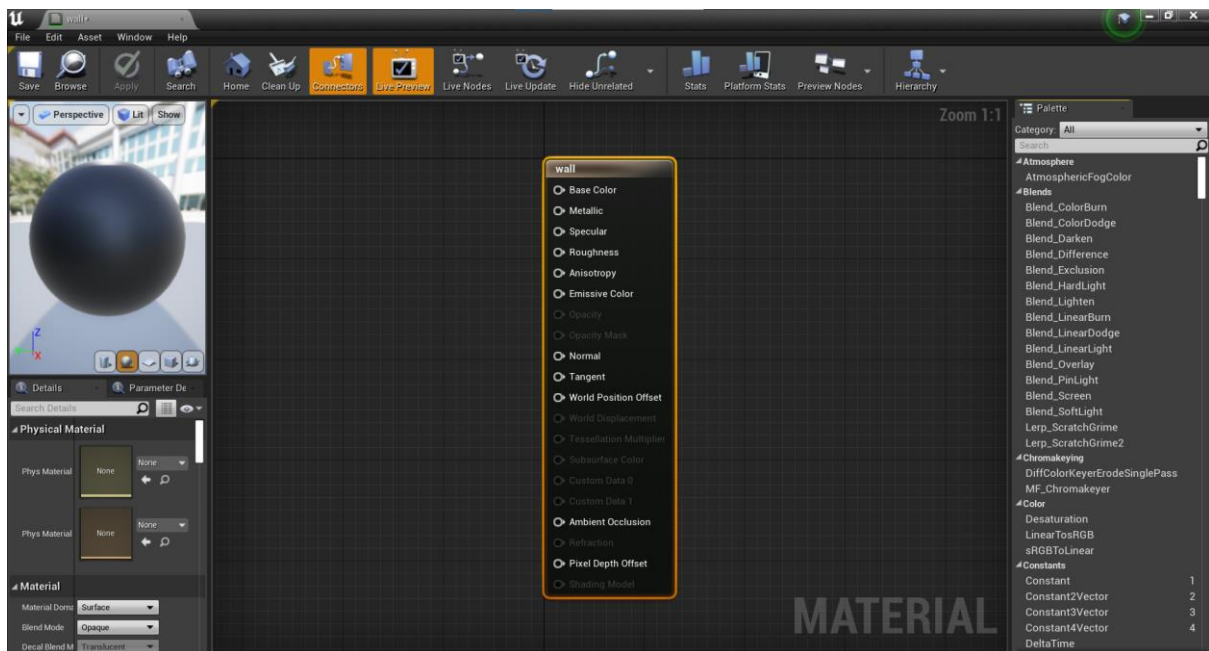 wall*
File Edit Asset Window Help
Save Browse Apply Search Home Clean Up Connectors Live Preview Live Nodes Live Update Hide Unrelated Stats Platform Stats Preview Nodes Hierarchy
Perspective Lit Show
Zoom 1:1
Z
X
Details Parameter De
Search Details
Physical Material
Phys Material None None
Phys Material None None
Material
Material Doma Surface
Blend Mode Opaque
Decal Blend M Translucent
wall
Base Color
Metallic
Specular
Roughness
Anisotropy
Emissive Color
Opacity
Opacity Mask
Normal
Tangent
World Position Offset
World Displacement
Tessellation Multiplier
Subsurface Color
Custom Data 0
Custom Data 1
Ambient Occlusion
Refraction
Pixel Depth Offset
Shading Model
MATERIAL
Palette
Category: All
Search
Atmosphere
AtmosphericFogColor
Blends
Blend_ColorBurn
Blend_ColorDodge
Blend_Darken
Blend_Difference
Blend_Exclusion
Blend_HardLight
Blend_Lighten
Blend_LinearBurn
Blend_LinearDodge
Blend_LinearLight
Blend_Overlay
Blend_PinLight
Blend_Screen
Blend_SoftLight
Lerp_ScratchGrime
Lerp_ScratchGrime2
Chromakeying
DiffColorKeyerErodeSinglePass
MF_Chromakeyer
Color
Desaturation
LinearTosRGB
sRGBToLinear
Constants
Constant 1
Constant2Vector 2
Constant3Vector 3
Constant4Vector 4
DeltaTime